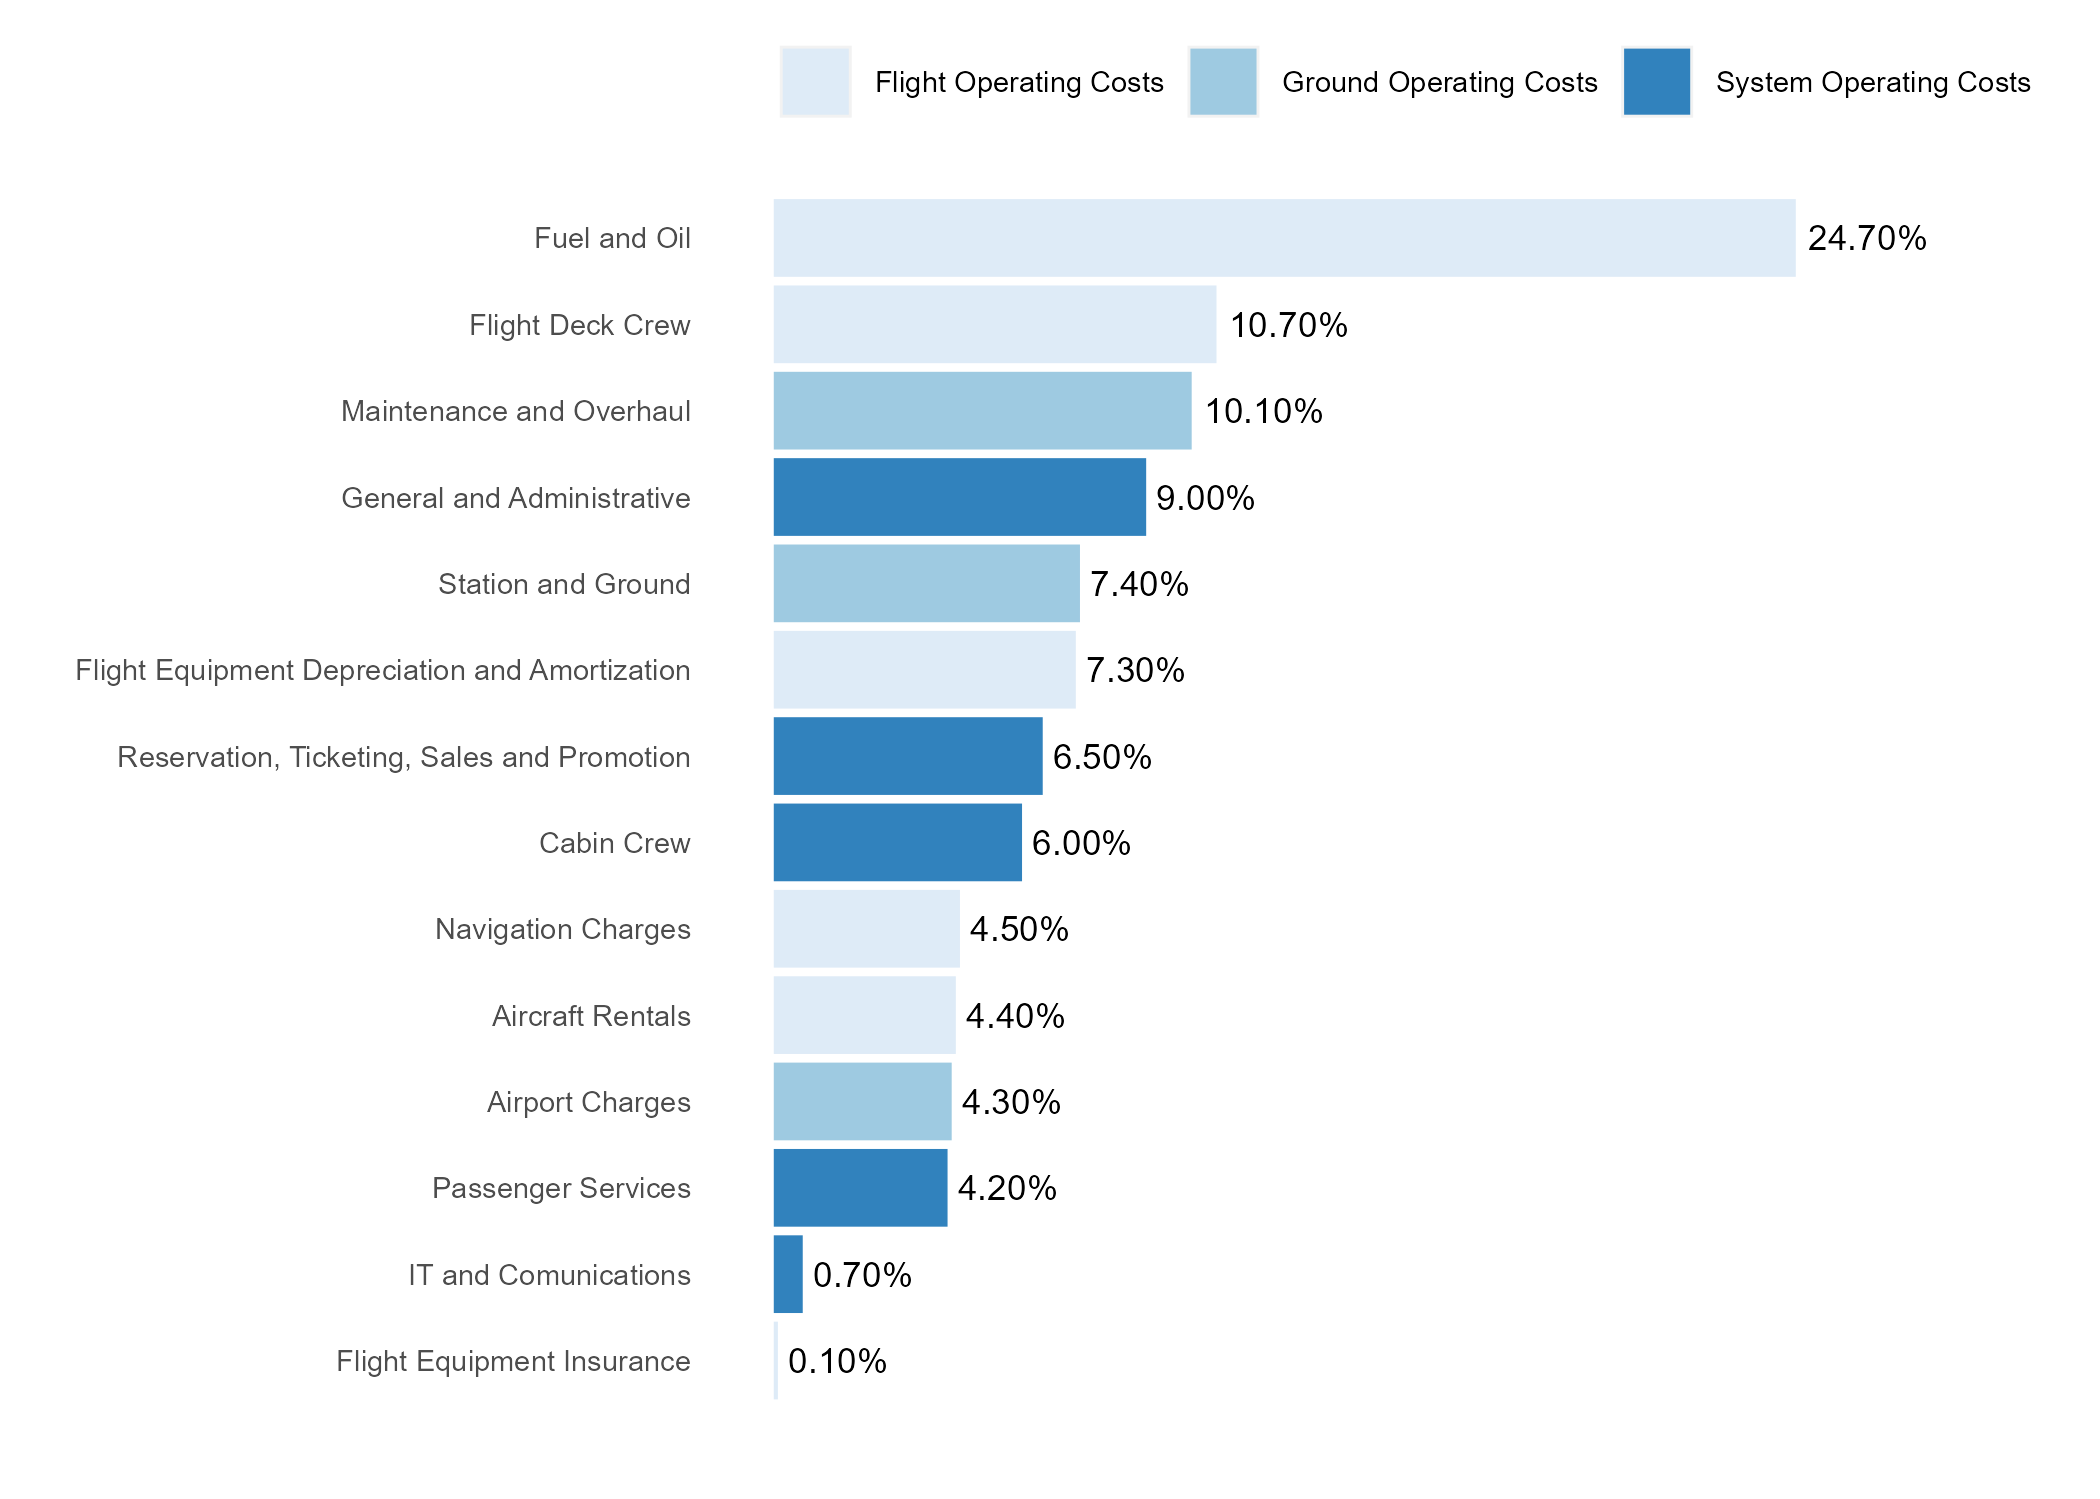 Flight Operating Costs Ground Operating Costs System Operating Costs
Fuel and Oil 24.70%
Flight Deck Crew 10.70%
Maintenance and Overhaul 10.10%
General and Administrative 9.00%
Station and Ground 7.40%
Flight Equipment Depreciation and Amortization 7.30%
Reservation, Ticketing, Sales and Promotion 6.50%
Cabin Crew 6.00%
Navigation Charges 4.50%
Aircraft Rentals 4.40%
Airport Charges 4.30%
Passenger Services 4.20%
IT and Comunications 0.70%
Flight Equipment Insurance 0.10%